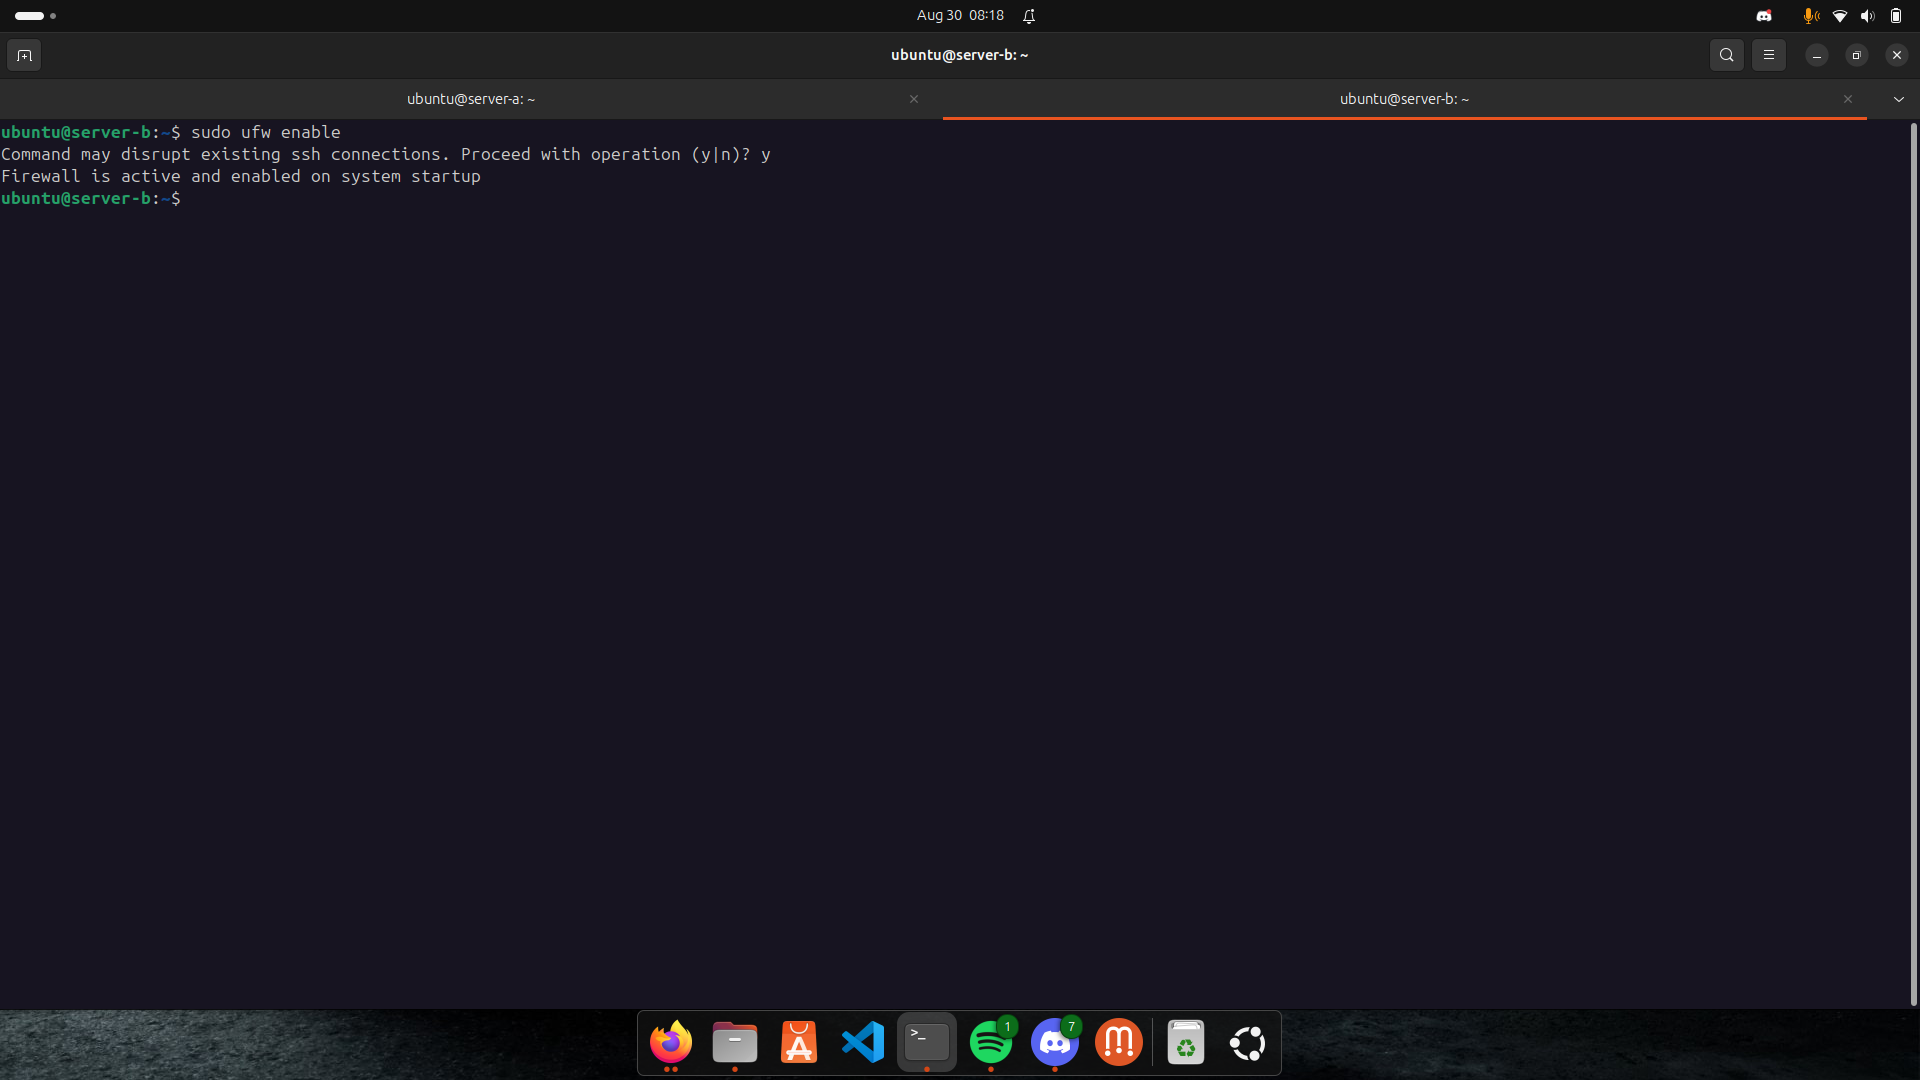 Aug 30 08:18
ubuntu@server-b: ~
ubuntu@server-a: ~
ubuntu@server-b: ~
ubuntu@server-b:~$ sudo ufw enable
Command may disrupt existing ssh connections. Proceed with operation (y|n)? y
Firewall is active and enabled on system startup
ubuntu@server-b:~$
>_
1
7